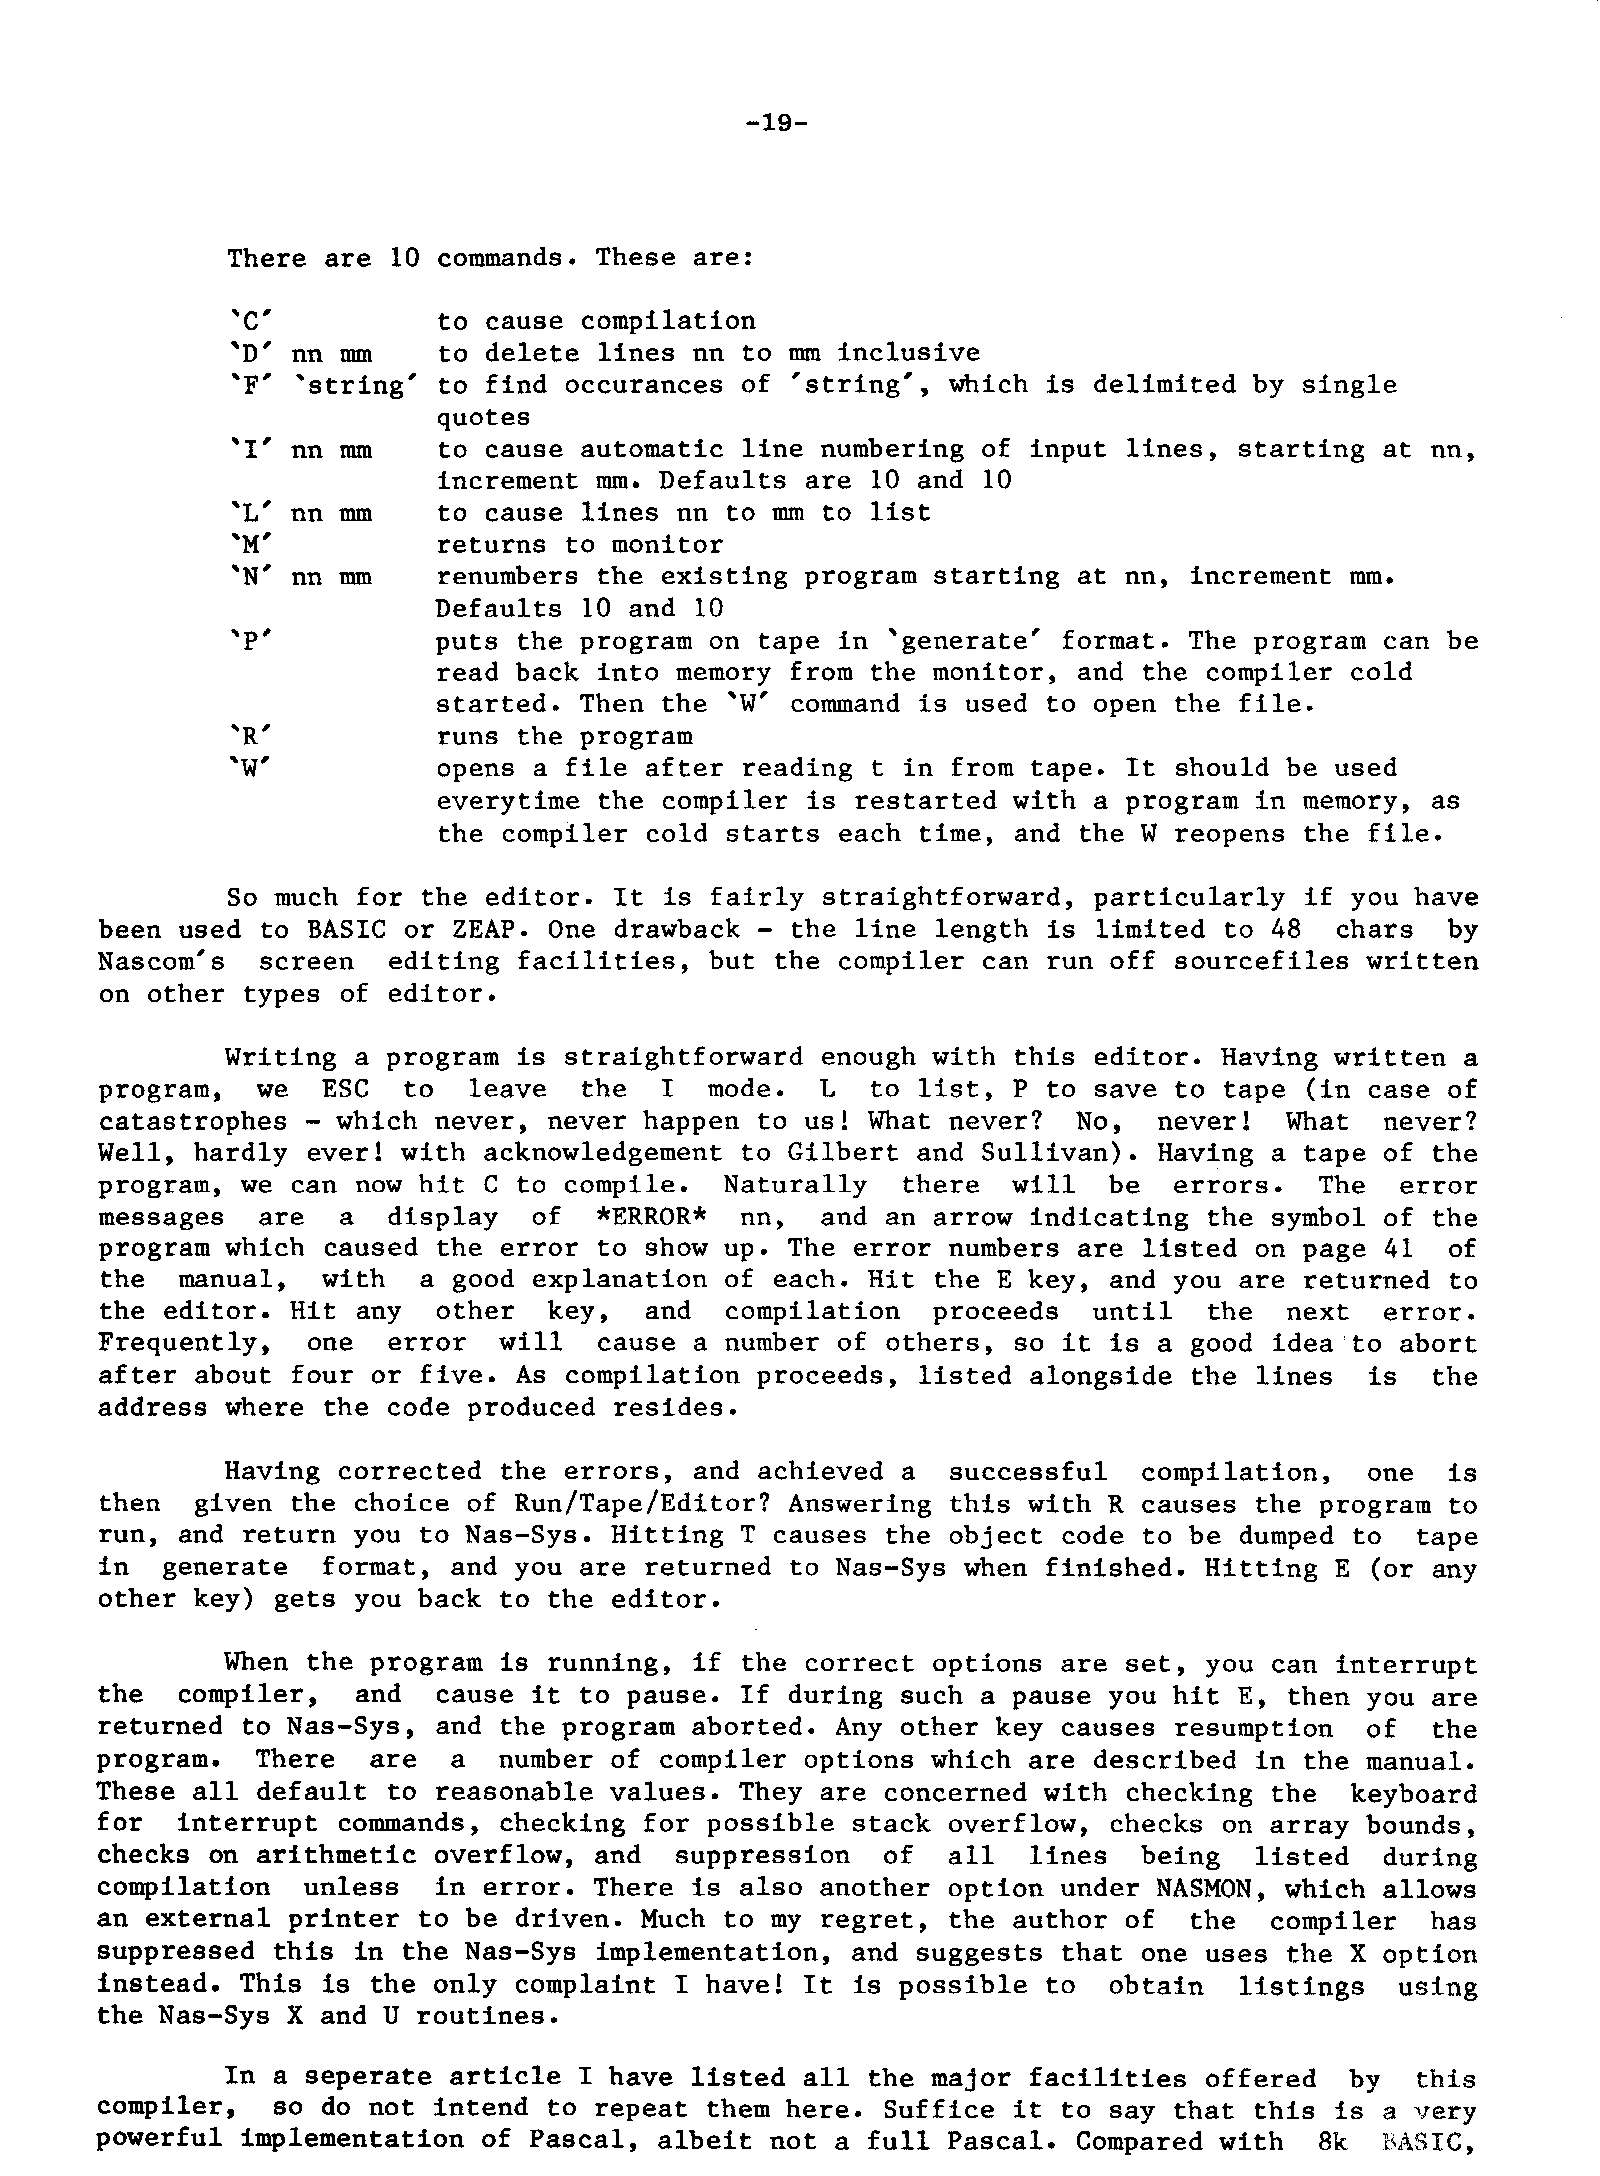 -19-
There are 10 commands. These are:
`C' to cause compilation
`D' nn mm to delete lines nn to mm inclusive
`F' `string' to find occurances of 'string', which is delimited by single
quotes
`I' nn mm to cause automatic line numbering of input lines, starting at nn,
increment mm. Defaults are 10 and 10
`L' nn mm to cause lines nn to mm to list
`M' returns to monitor
`N' nn mm renumbers the existing program starting at nn, increment mm.
Defaults 10 and 10
`P' puts the program on tape in `generate' format. The program can be
read back into memory from the monitor, and the compiler cold
started. Then the `W' command is used to open the file.
`R' runs the program
`W' opens a file after reading t in from tape. It should be used
everytime the compiler is restarted with a program in memory, as
the compiler cold starts each time, and the W reopens the file.
So much for the editor. It is fairly straightforward, particularly if you have
been used to BASIC or ZEAP. One drawback - the line length is limited to 48 chars by
Nascom's screen editing facilities, but the compiler can run off sourcefiles written
on other types of editor.
Writing a program is straightforward enough with this editor. Having written a
program, we ESC to leave the I mode. L to list, P to save to tape (in case of
catastrophes - which never, never happen to us! What never? No, never! What never?
Well, hardly ever! with acknowledgement to Gilbert and Sullivan). Having a tape of the
program, we can now hit C to compile. Naturally there will be errors. The error
messages are a display of *ERROR* nn, and an arrow indicating the symbol of the
program which caused the error to show up. The error numbers are listed on page 41 of
the manual, with a good explanation of each. Hit the E key, and you are returned to
the editor. Hit any other key, and compilation proceeds until the next error.
Frequently, one error will cause a number of others, so it is a good idea to abort
after about four or five. As compilation proceeds, listed alongside the lines is the
address where the code produced resides.
Having corrected the errors, and achieved a successful compilation, one is
then given the choice of Run/Tape/Editor? Answering this with R causes the program to
run, and return you to Nas-Sys. Hitting T causes the object code to be dumped to tape
in generate format, and you are returned to Nas-Sys when finished. Hitting E (or any
other key) gets you back to the editor.
When the program is running, if the correct options are set, you can interrupt
the compiler, and cause it to pause. If during such a pause you hit E, then you are
returned to Nas-Sys, and the program aborted. Any other key causes resumption of the
program. There are a number of compiler options which are described in the manual.
These all default to reasonable values. They are concerned with checking the keyboard
for interrupt commands, checking for possible stack overflow, checks on array bounds,
checks on arithmetic overflow, and suppression of all lines being listed during
compilation unless in error. There is also another option under NASMON, which allows
an external printer to be driven. Much to my regret, the author of the compiler has
suppressed this in the Nas-Sys implementation, and suggests that one uses the X option
instead. This is the only complaint I have! It is possible to obtain listings using
the Nas-Sys X and U routines.
In a seperate article I have listed all the major facilities offered by this
compiler, so do not intend to repeat them here. Suffice it to say that this is a very
powerful implementation of Pascal, albeit not a full Pascal. Compared with 8k BASIC,